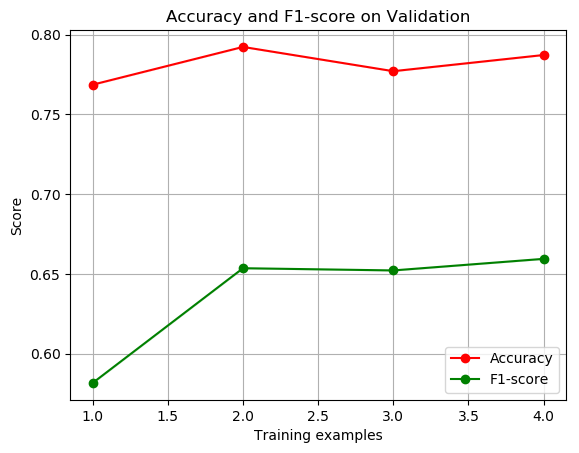 Accuracy and F1-score on Validation
0.80
0.75
0.70
0.65
0.60
Score
1.0 1.5 2.0 2.5 3.0 3.5 4.0
Training examples
Accuracy
F1-score